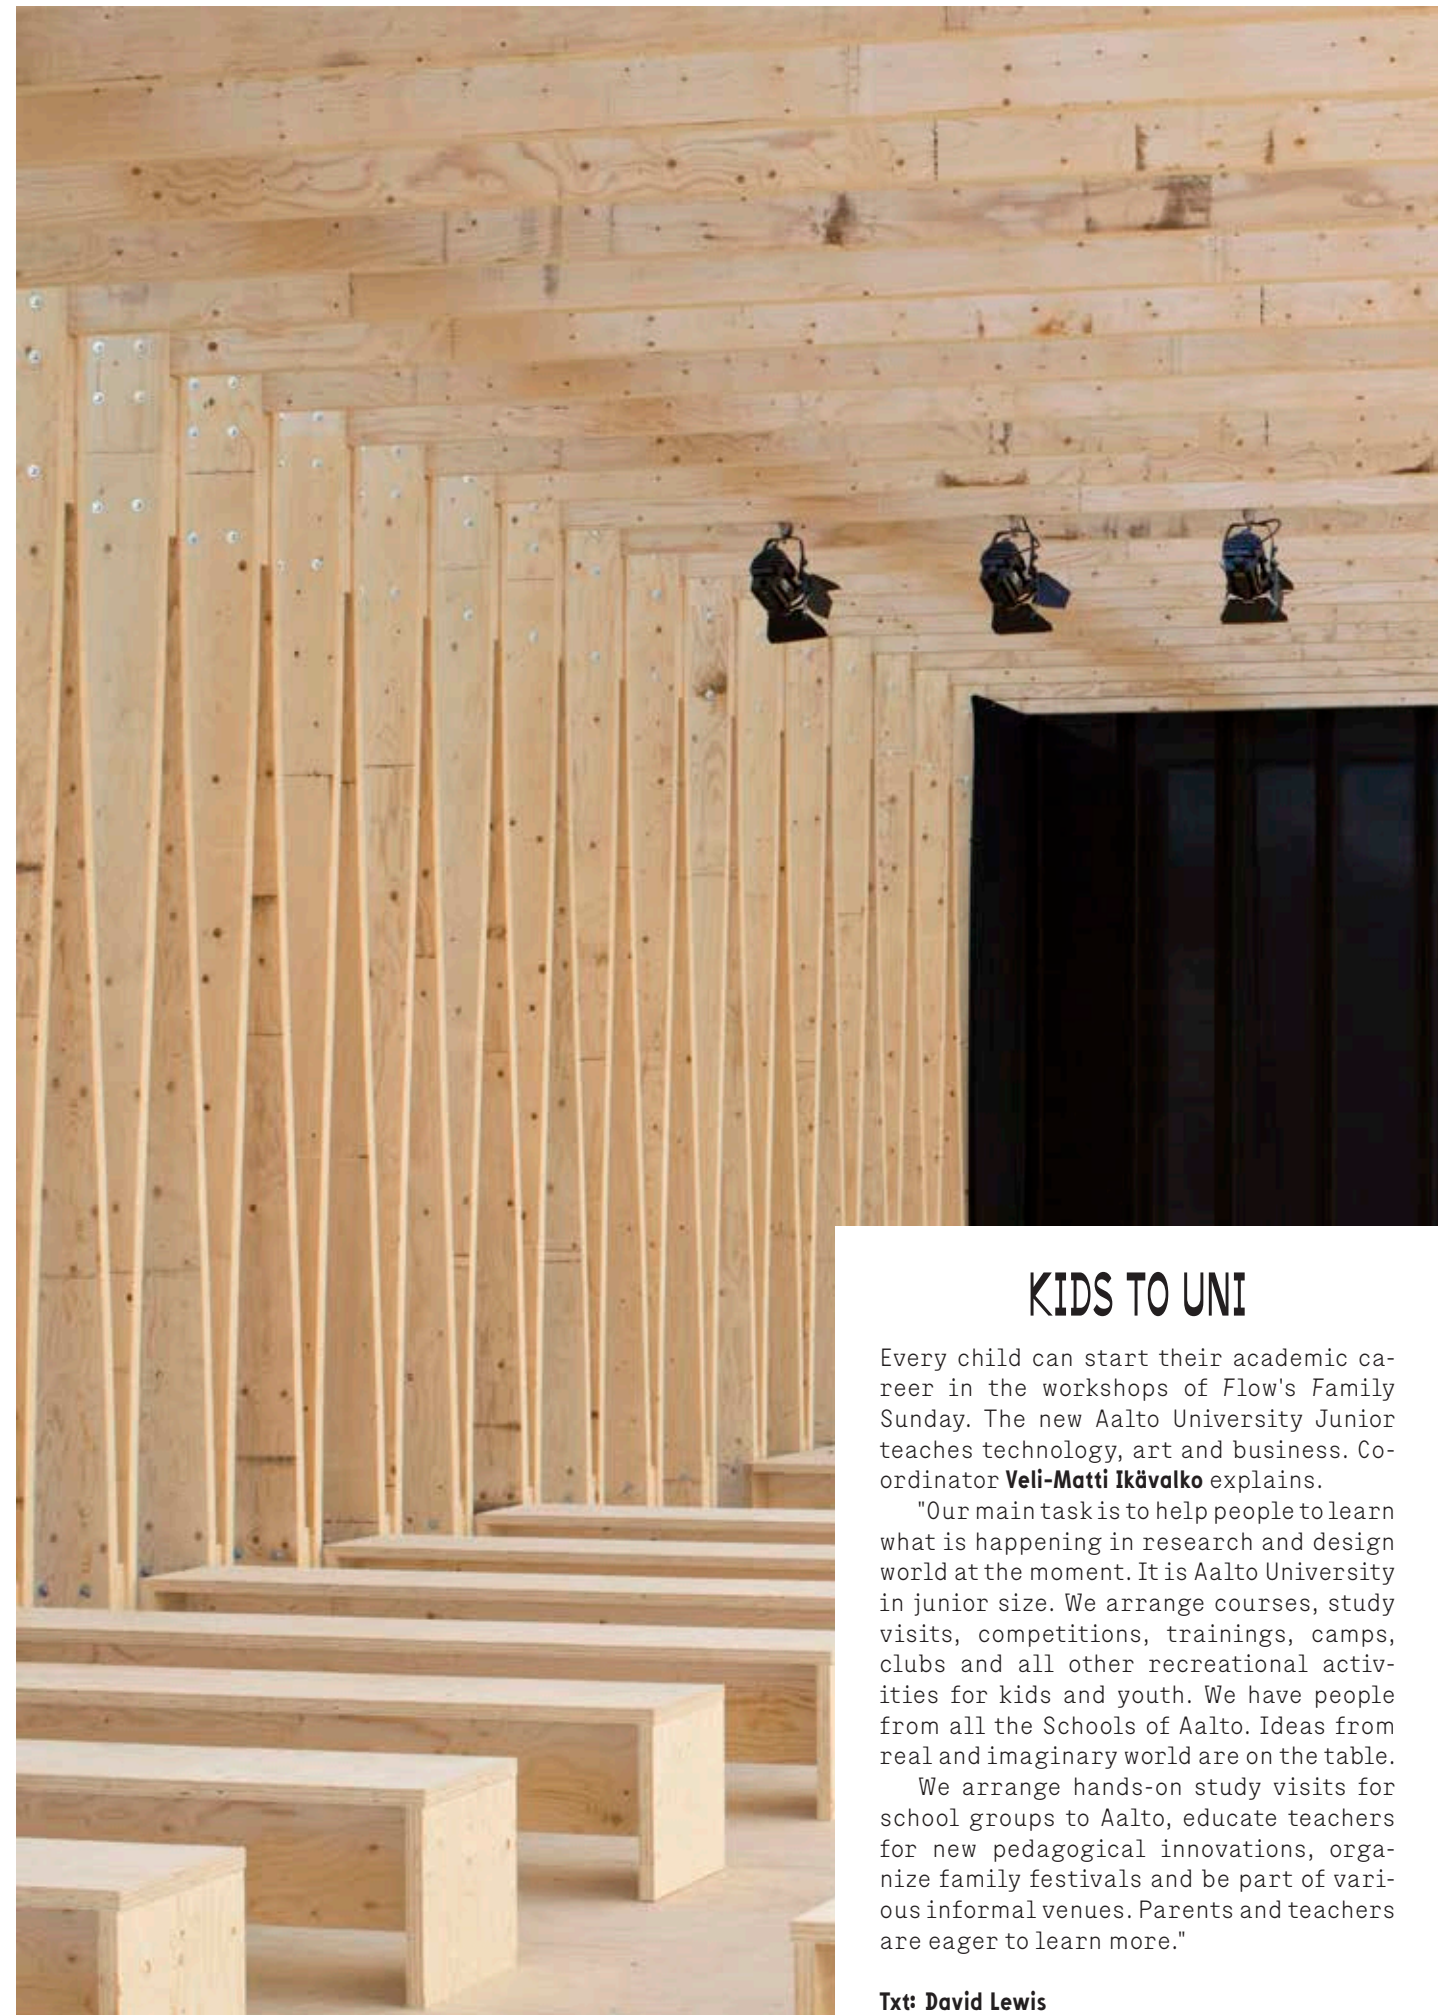 KIDS TO UNI
Every child can start their academic ca-
reer in the workshops of Flow's Family
Sunday. The new Aalto University Junior
teaches technology, art and business. Co-
ordinator Veli-Matti Ikävalko explains.
"Our main task is to help people to learn
what is happening in research and design
world at the moment. It is Aalto University
in junior size. We arrange courses, study
visits, competitions, trainings, camps,
clubs and all other recreational activ-
ities for kids and youth. We have people
from all the Schools of Aalto. Ideas from
real and imaginary world are on the table.
We arrange hands-on study visits for
school groups to Aalto, educate teachers
for new pedagogical innovations, orga-
nize family festivals and be part of vari-
ous informal venues. Parents and teachers
are eager to learn more."
Txt: David Lewis